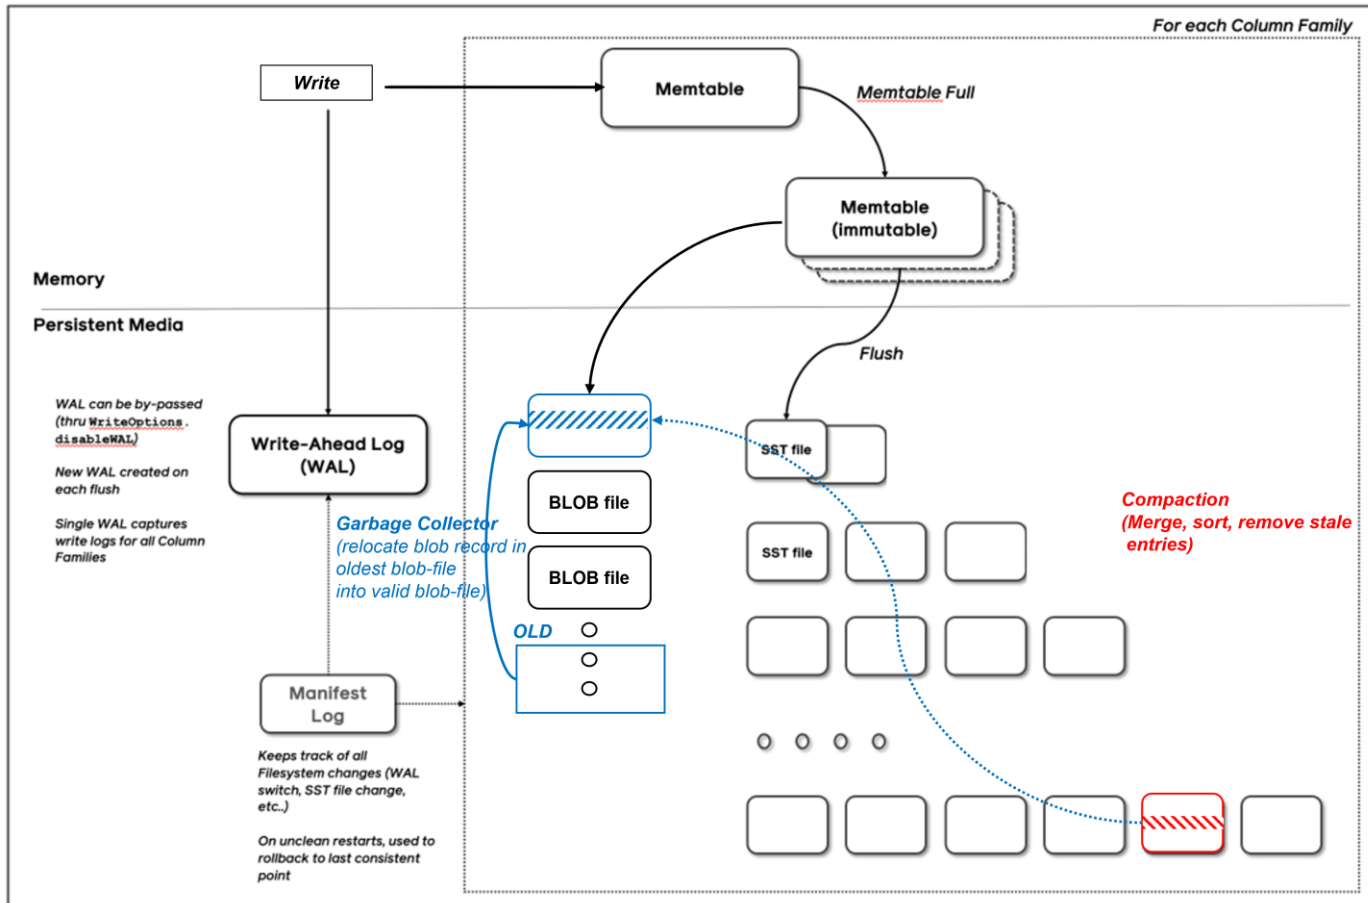 For each Column Family
Write
Memtable
Memtable Full
Memtable
(immutable)
Memory
Persistent Media
Flush
WAL can be by-passed
(thru WriteOptions.
disableWAL)
New WAL created on
each flush
Single WAL captures
write logs for all Column
Families
Write-Ahead Log
(WAL)
Garbage Collector
(relocate blob record in
oldest blob-file
into valid blob-file)
BLOB file
BLOB file
OLD
SST file
SST file
Compaction
(Merge, sort, remove stale
entries)
Manifest
Log
Keeps track of all
Filesystem changes (WAL
switch, SST file change,
etc..)
On unclean restarts, used to
rollback to last consistent
point